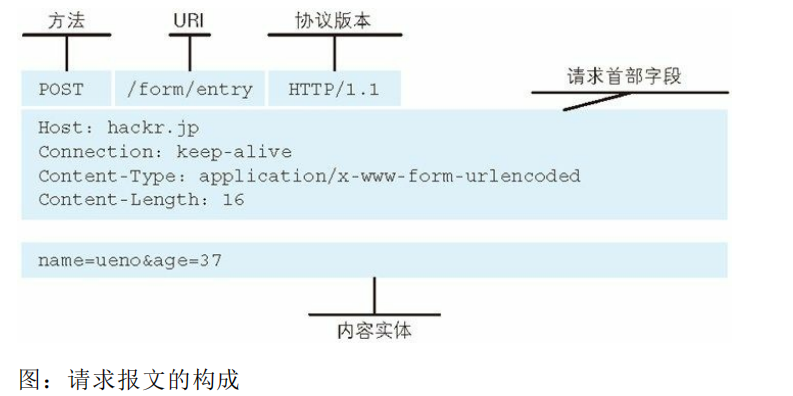 方法 URI 协议版本
请求首部字段
POST /form/entry HTTP/1.1
Host: hackr.jp
Connection: keep-alive
Content-Type: application/x-www-form-urlencoded
Content-Length: 16
name=ueno&age=37
内容实体
图：请求报文的构成